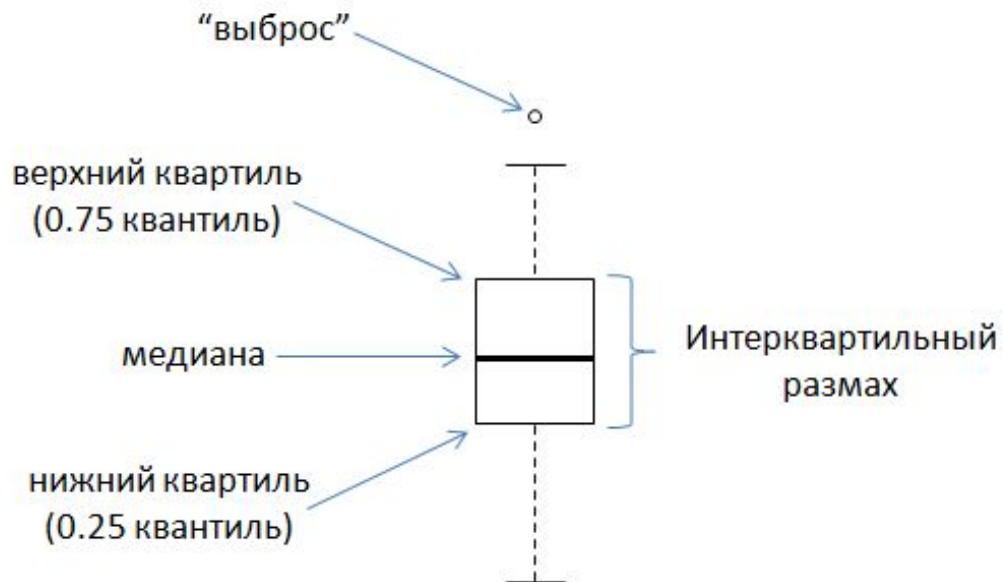 “выброс”
верхний квартиль
(0.75 квантиль)
медиана
Интерквартильный
размах
нижний квартиль
(0.25 квантиль)